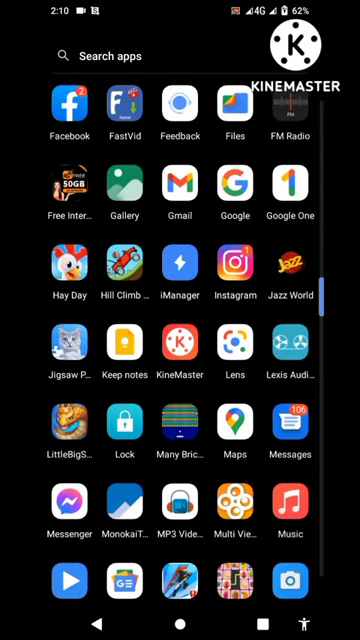 2:10 4G 62%
K
KINEMASTER
Search apps
2
F
FM
Facebook FastVid Feedback Files FM Radio
FREE
50GB
Free Inter... Gallery Gmail Google Google One
1
Jazz
Hay Day Hill Climb ... iManager Instagram Jazz World
K
Jigsaw P... Keep notes KineMaster Lens Lexis Audi...
106
LittleBigS... Lock Many Bric... Maps Messages
Messenger MonokaiT... MP3 Vide... Multi Vie... Music